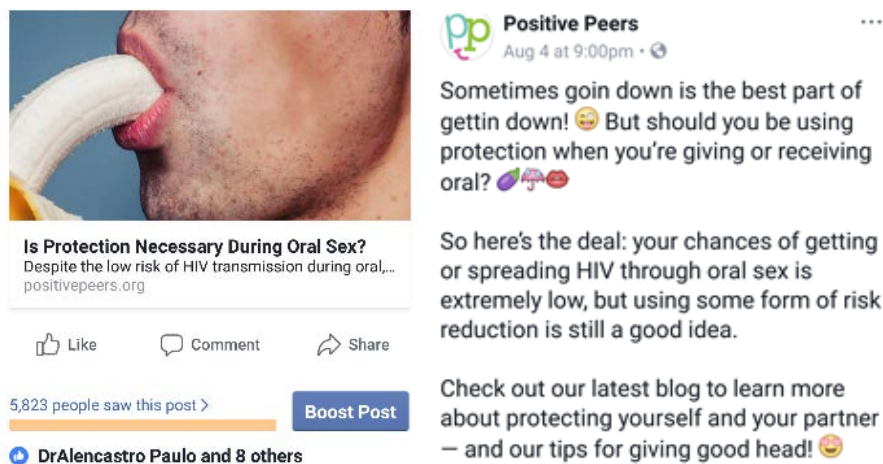 Is Protection Necessary During Oral Sex?
Despite the low risk of HIV transmission during oral,...
positivepeers.org
Like Comment Share
5,823 people saw this post >
Boost Post
DrAlencastro Paulo and 8 others
pp
Positive Peers
Aug 4 at 9:00pm ·
Sometimes goin down is the best part of
gettin down! 😜 But should you be using
protection when you're giving or receiving
oral? 🍆☔👄
So here's the deal: your chances of getting
or spreading HIV through oral sex is
extremely low, but using some form of risk
reduction is still a good idea.
Check out our latest blog to learn more
about protecting yourself and your partner
— and our tips for giving good head! 😍